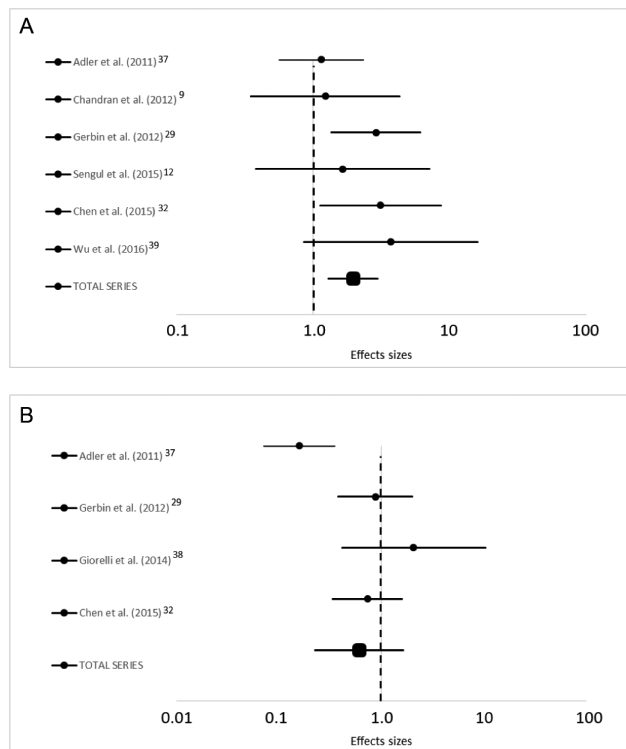 A
Adler et al. (2011) 37
Chandran et al. (2012) 9
Gerbin et al. (2012) 29
Sengul et al. (2015) 12
Chen et al. (2015) 32
Wu et al. (2016) 39
TOTAL SERIES
0.1 1.0 10 100
Effects sizes
B
Adler et al. (2011) 37
Gerbin et al. (2012) 29
Giorelli et al. (2014) 38
Chen et al. (2015) 32
TOTAL SERIES
0.01 0.1 1.0 10 100
Effects sizes